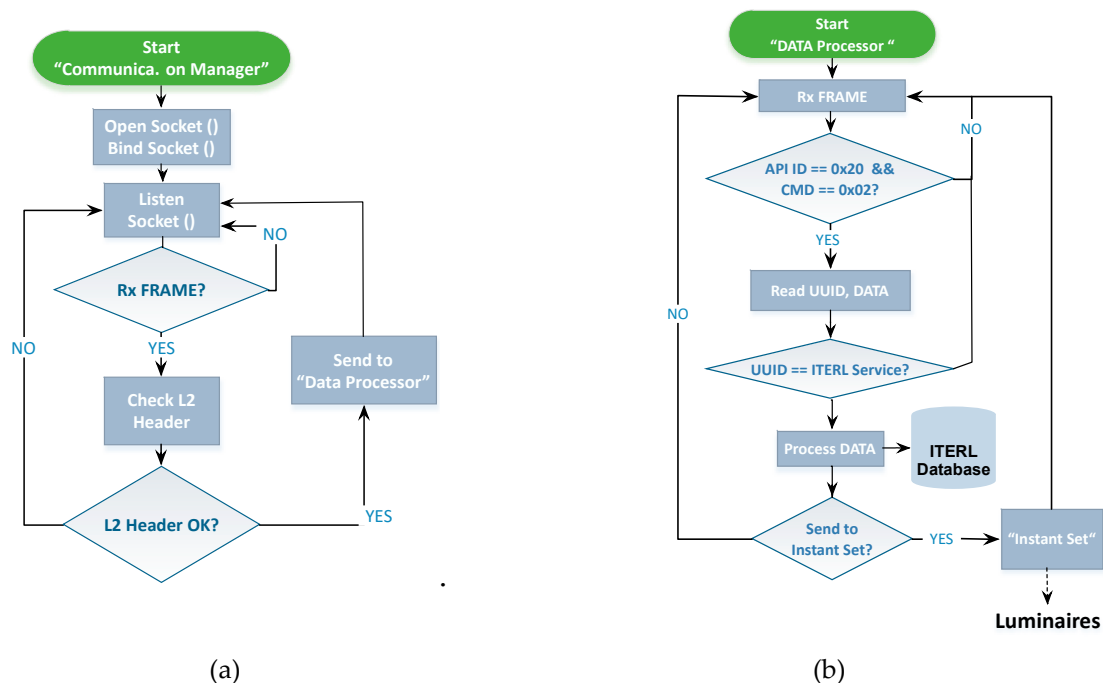 Start
“Communica. on Manager”
Open Socket ()
Bind Socket ()
Listen
Socket ()
NO
Rx FRAME?
NO
YES
Send to
“Data Processor”
Check L2
Header
L2 Header OK?
YES
.
(a)
Start
“DATA Processor “
Rx FRAME
NO
API ID == 0x20 &&
CMD == 0x02?
YES
Read UUID, DATA
NO
UUID == ITERL Service?
Process DATA
ITERL
Database
Send to
Instant Set?
YES
“Instant Set“
Luminaires
(b)